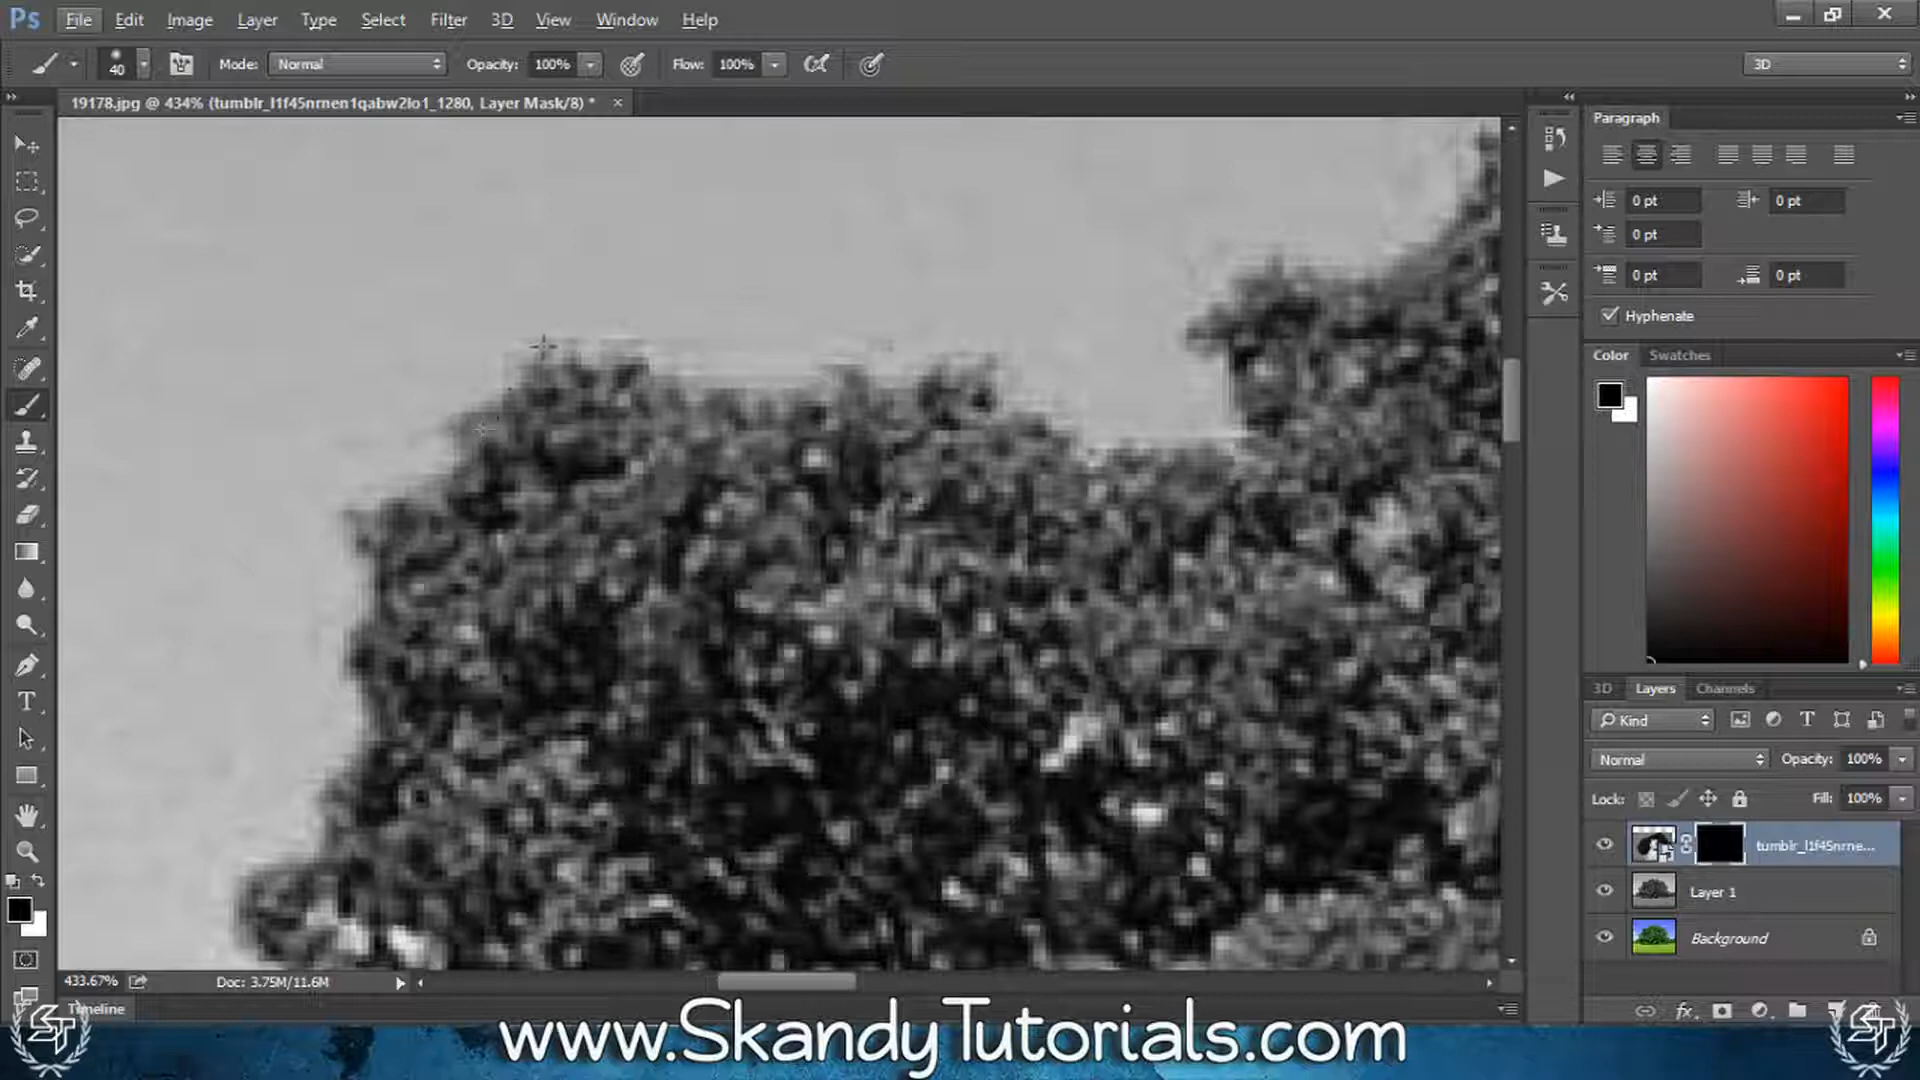 Ps File Edit Image Layer Type Select Filter 3D View Window Help
40 Mode: Normal Opacity: 100% Flow: 100% 3D
19178.jpg @ 434% (tumblr_l1f45nrnen1qabw2lo1_1280, Layer Mask/8) * ×
Paragraph
0 pt 0 pt
0 pt
0 pt 0 pt
Hyphenate
Color Swatches
3D Layers Channels
Kind T
Normal Opacity: 100%
Lock: Fill: 100%
tumblr_l1f45nrne...
Layer 1
Background
433.67% Doc: 3.75M/11.6M
fx
Timeline
www.SkandyTutorials.com
ST ST